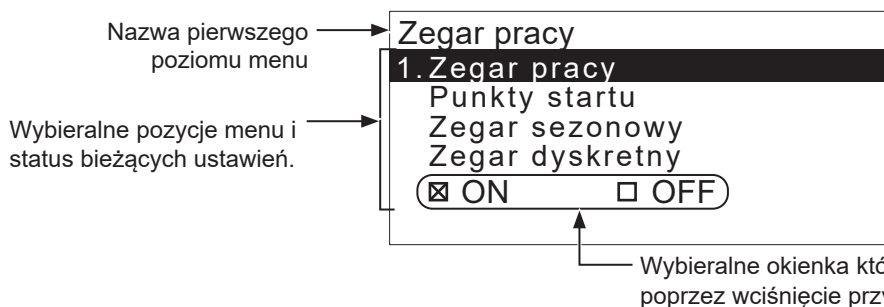 Nazwa pierwszego
poziomu menu
Wybieralne pozycje menu i
status bieżących ustawień.
Zegar pracy
1. Zegar pracy
Punkty startu
Zegar sezonowy
Zegar dyskretny
☒ ON ☐ OFF
Wybieralne okienka
poprzez wciśnięcie